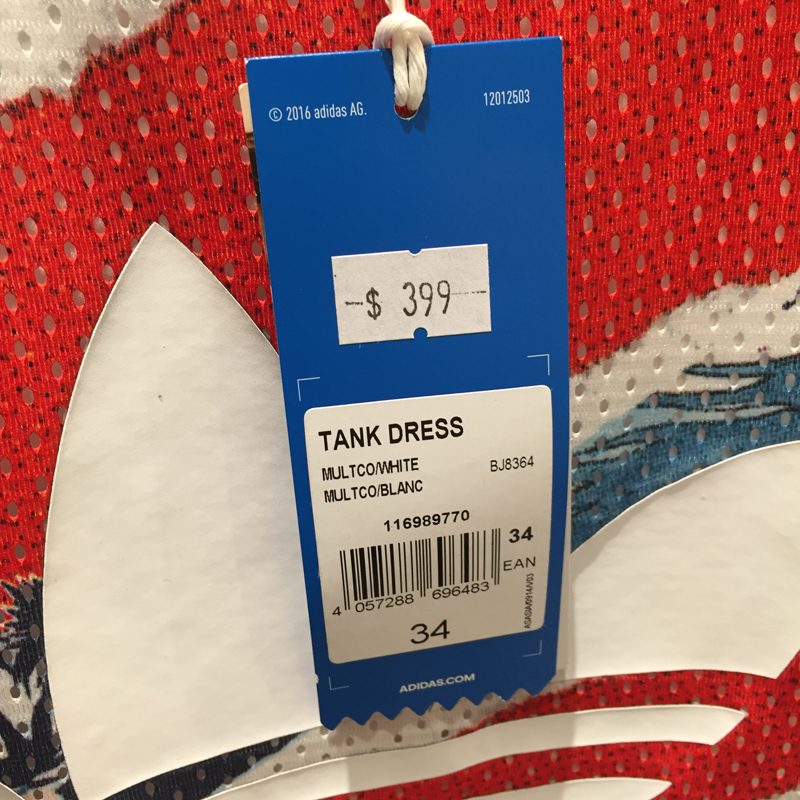 © 2016 adidas AG.
12012503
$ 399
TANK DRESS
MULTCO/WHITE
BJ8364
MULTCO/BLANC
116989770
34
EAN
4 057288 696483
34
ADIDAS.COM